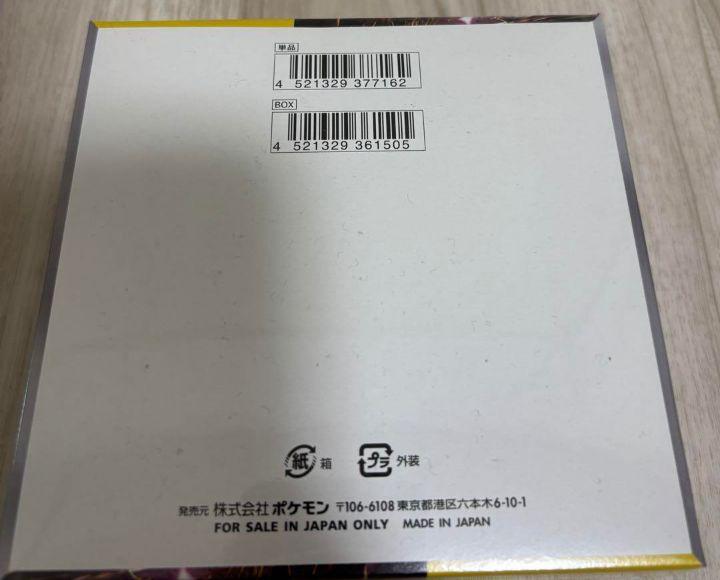 単品
4 521329 377162
BOX
4 521329 361505
紙 箱 プラ 外装
発売元 株式会社 ポケモン 〒106-6108 東京都港区六本木6-10-1
FOR SALE IN JAPAN ONLY MADE IN JAPAN